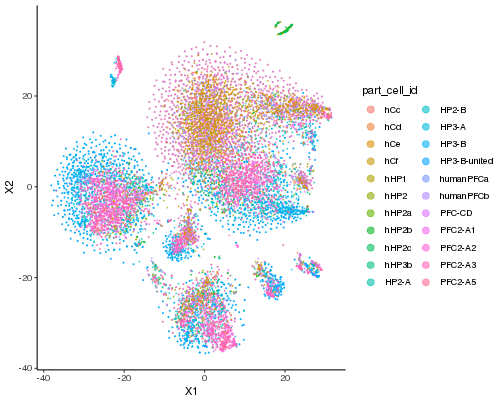 part_cell_id
hCc
hCd
hCe
hCf
hHP1
hHP2
hHP2a
hHP2b
hHP2c
hHP3b
HP2-A
HP2-B
HP3-A
HP3-B
HP3-B-united
humanPFCa
humanPFCb
PFC-CD
PFC2-A1
PFC2-A2
PFC2-A3
PFC2-A5
X2
20
0
-20
-40
-40
-20
0
20
X1